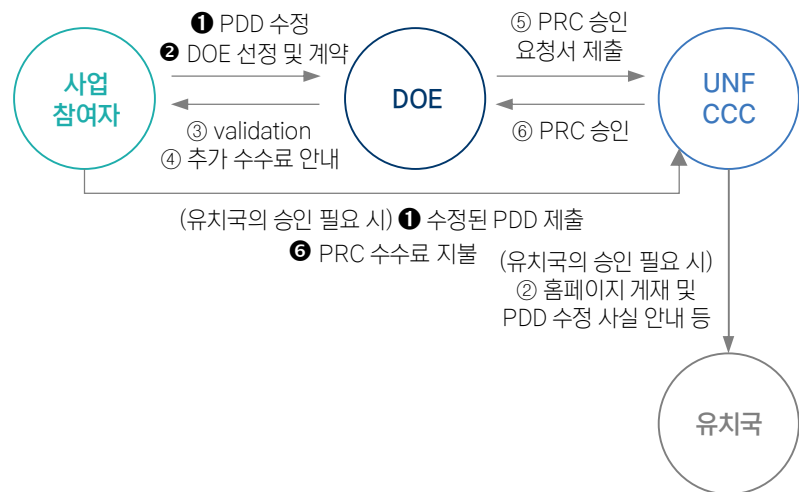 ❶ PDD 수정
❷ DOE 선정 및 계약
⑤ PRC 승인
요청서 제출
사업
참여자
DOE
UNF
CCC
③ validation
④ 추가 수수료 안내
⑥ PRC 승인
(유치국의 승인 필요 시) ❶ 수정된 PDD 제출
❻ PRC 수수료 지불
(유치국의 승인 필요 시)
② 홈페이지 게재 및
PDD 수정 사실 안내 등
유치국